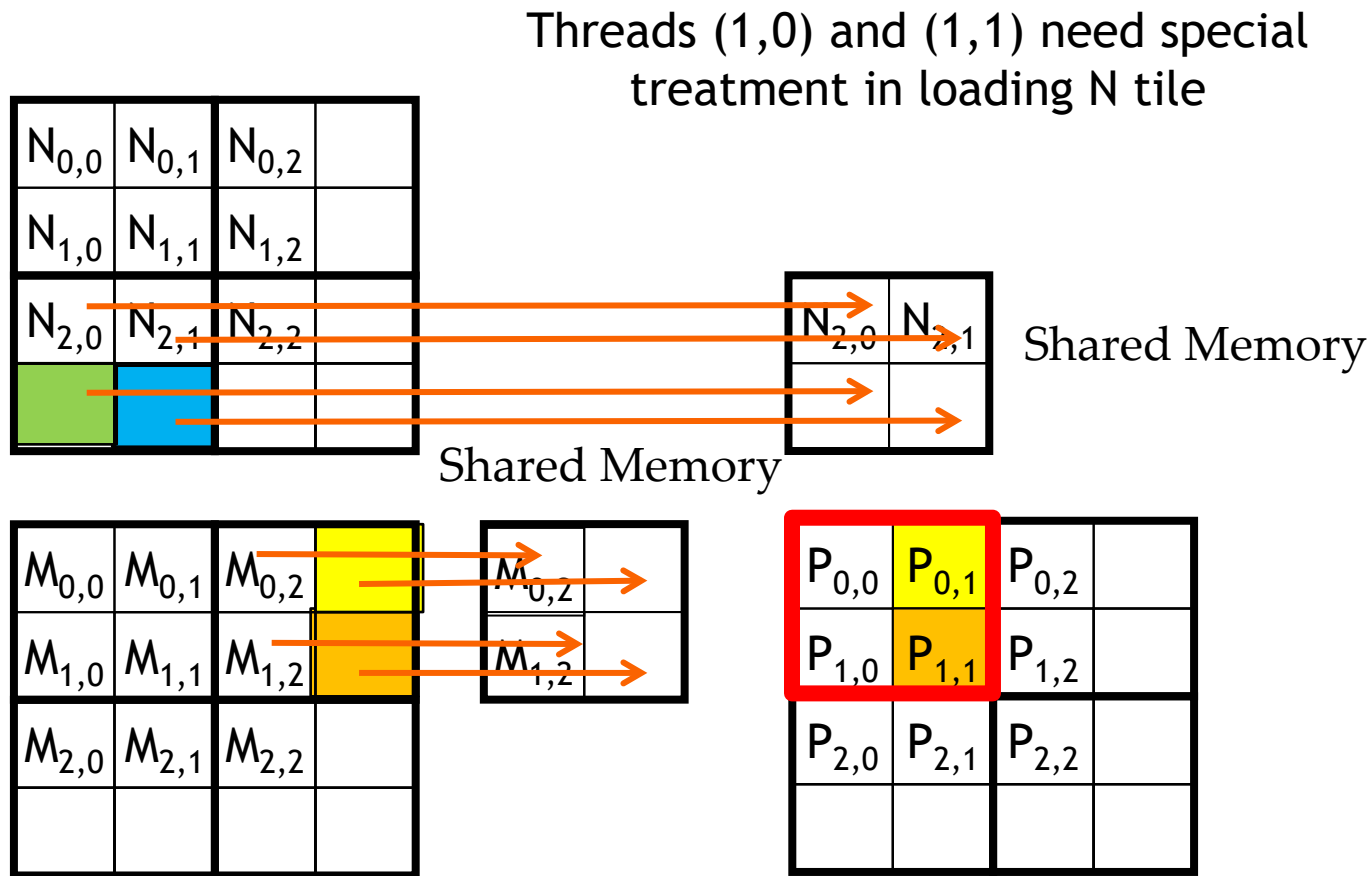 Threads (1,0) and (1,1) need special
treatment in loading N tile
N0,0 N0,1 N0,2
N1,0 N1,1 N1,2
N2,0 N2,1 N2,2
N2,0 N2,1
Shared Memory
Shared Memory
M0,0 M0,1 M0,2
M1,0 M1,1 M1,2
M2,0 M2,1 M2,2
M0,2
M1,2
P0,0 P0,1 P0,2
P1,0 P1,1 P1,2
P2,0 P2,1 P2,2